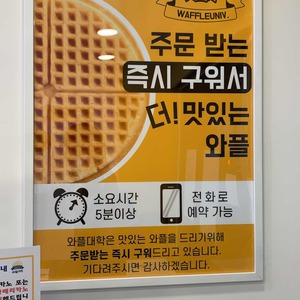 WAFFLEUNIV.
주문 받는
즉시 구워서
더! 맛있는
와플
소요시간
5분이상
전화로
예약 가능
와플대학은 맛있는 와플을 드리기위해
주문받는 즉시 구워드리고 있습니다.
기다려주시면 감사하겠습니다.
내
또는